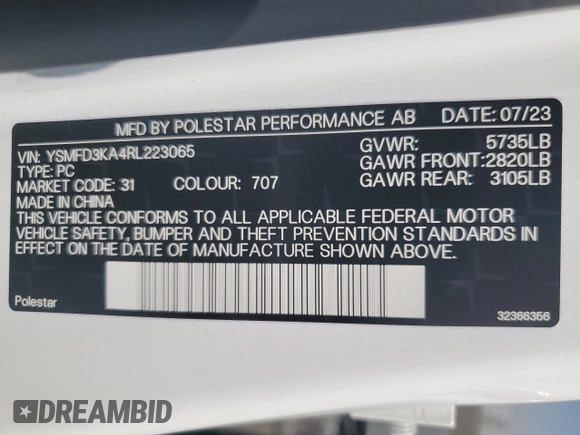 MFD BY POLESTAR PERFORMANCE AB DATE: 07/23
VIN: YSMFD3KA4RL223065 GVWR: 5735LB
TYPE: PC GAWR FRONT: 2820LB
MARKET CODE: 31 COLOUR: 707 GAWR REAR: 3105LB
MADE IN CHINA
THIS VEHICLE CONFORMS TO ALL APPLICABLE FEDERAL MOTOR
VEHICLE SAFETY, BUMPER AND THEFT PREVENTION STANDARDS IN
EFFECT ON THE DATE OF MANUFACTURE SHOWN ABOVE.
Polestar 32366356
DREAMBID